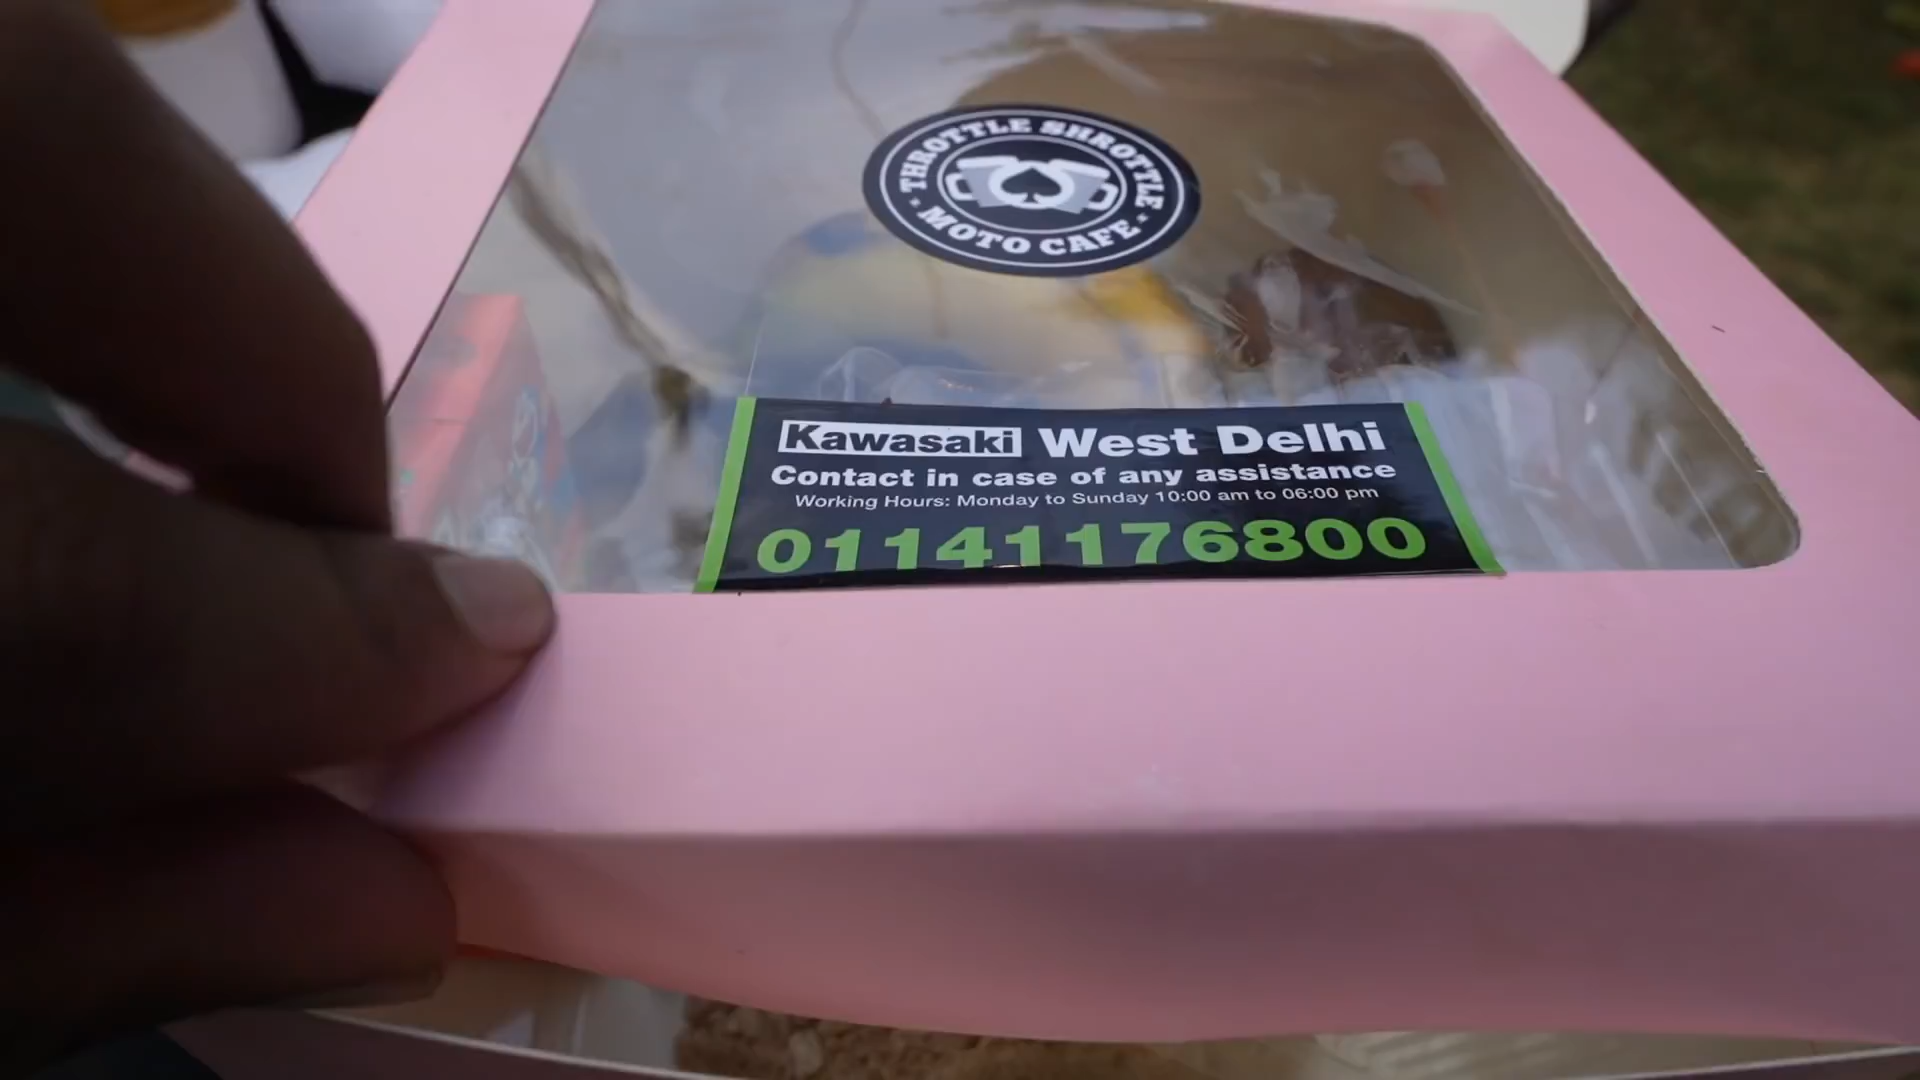 THROTTLE SHROTTLE
MOTO CAFE
Kawasaki West Delhi
Contact in case of any assistance
Working Hours: Monday to Sunday 10:00 am to 06:00 pm
01141176800